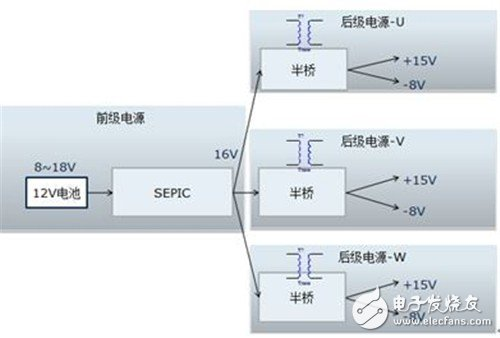 后级电源-U
半桥
+15V
-8V
前级电源
16V
8~18V
12V电池
SEPIC
后级电源-V
半桥
+15V
-8V
后级电源-W
半桥
+15V
-8V
电子发烧友
www.elecfans.com